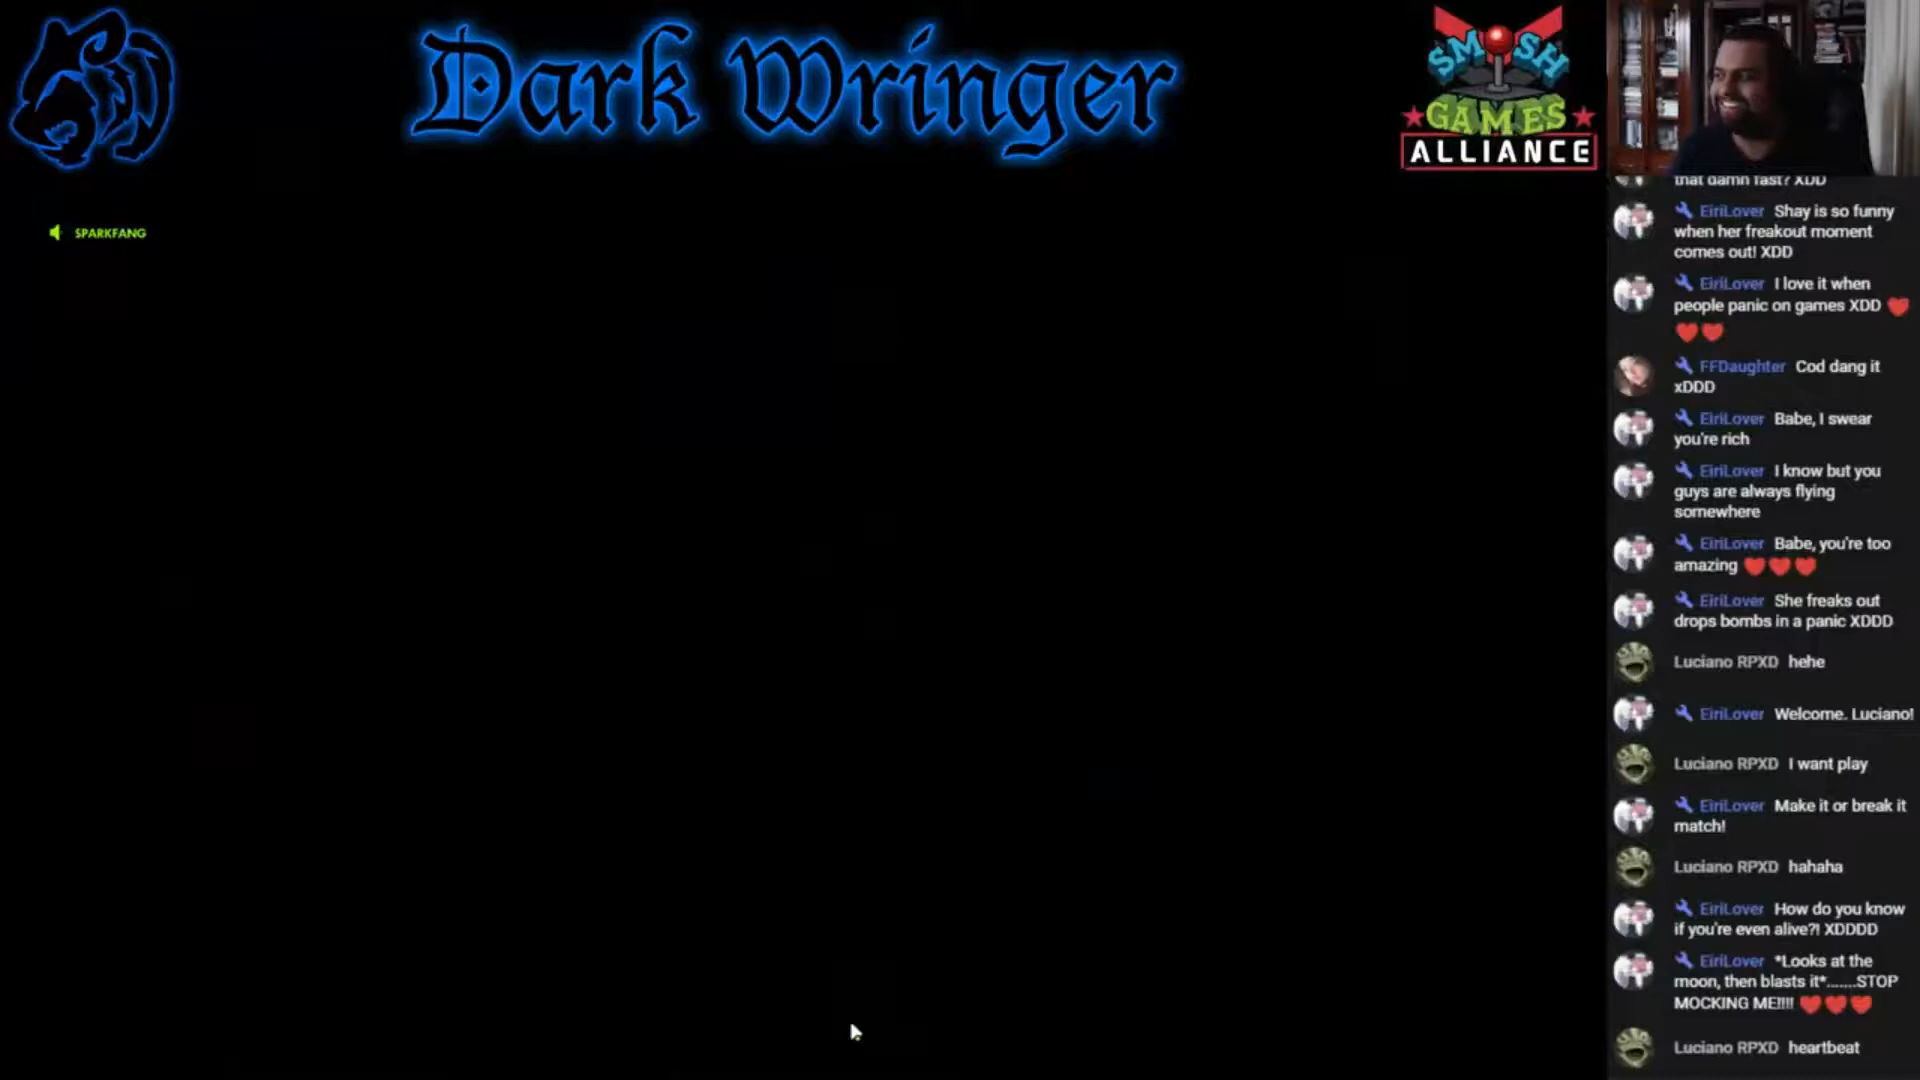 Dark Wringer
SMASH
GAMES
ALLIANCE
SPARKFANG
that damn fast? XDD
EiriLover Shay is so funny
when her freakout moment
comes out! XDD
EiriLover I love it when
people panic on games XDD
FFDaughter Cod dang it
xDDD
EiriLover Babe, I swear
you're rich
EiriLover I know but you
guys are always flying
somewhere
EiriLover Babe, you're too
amazing
EiriLover She freaks out
drops bombs in a panic XDDD
Luciano RPXD hehe
EiriLover Welcome. Luciano!
Luciano RPXD I want play
EiriLover Make it or break it
match!
Luciano RPXD hahaha
EiriLover How do you know
if you're even alive?! XDDDD
EiriLover *Looks at the
moon, then blasts it*.......STOP
MOCKING ME!!!!
Luciano RPXD heartbeat